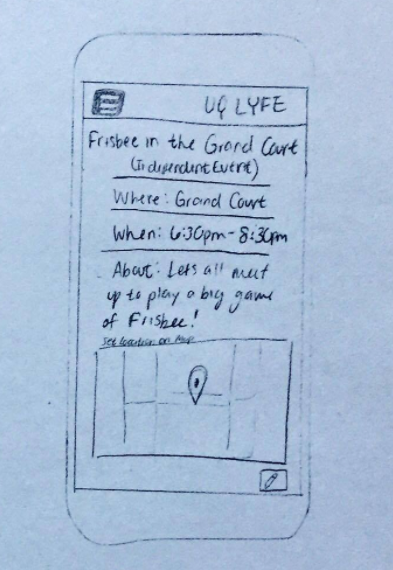 UQ LYFE
Frisbee in the Grand Court
(Independent Event)
Where: Grand Court
When: 6:30pm - 8:30pm
About: Lets all meet
up to play a big game
of Frisbee!
See location on Map